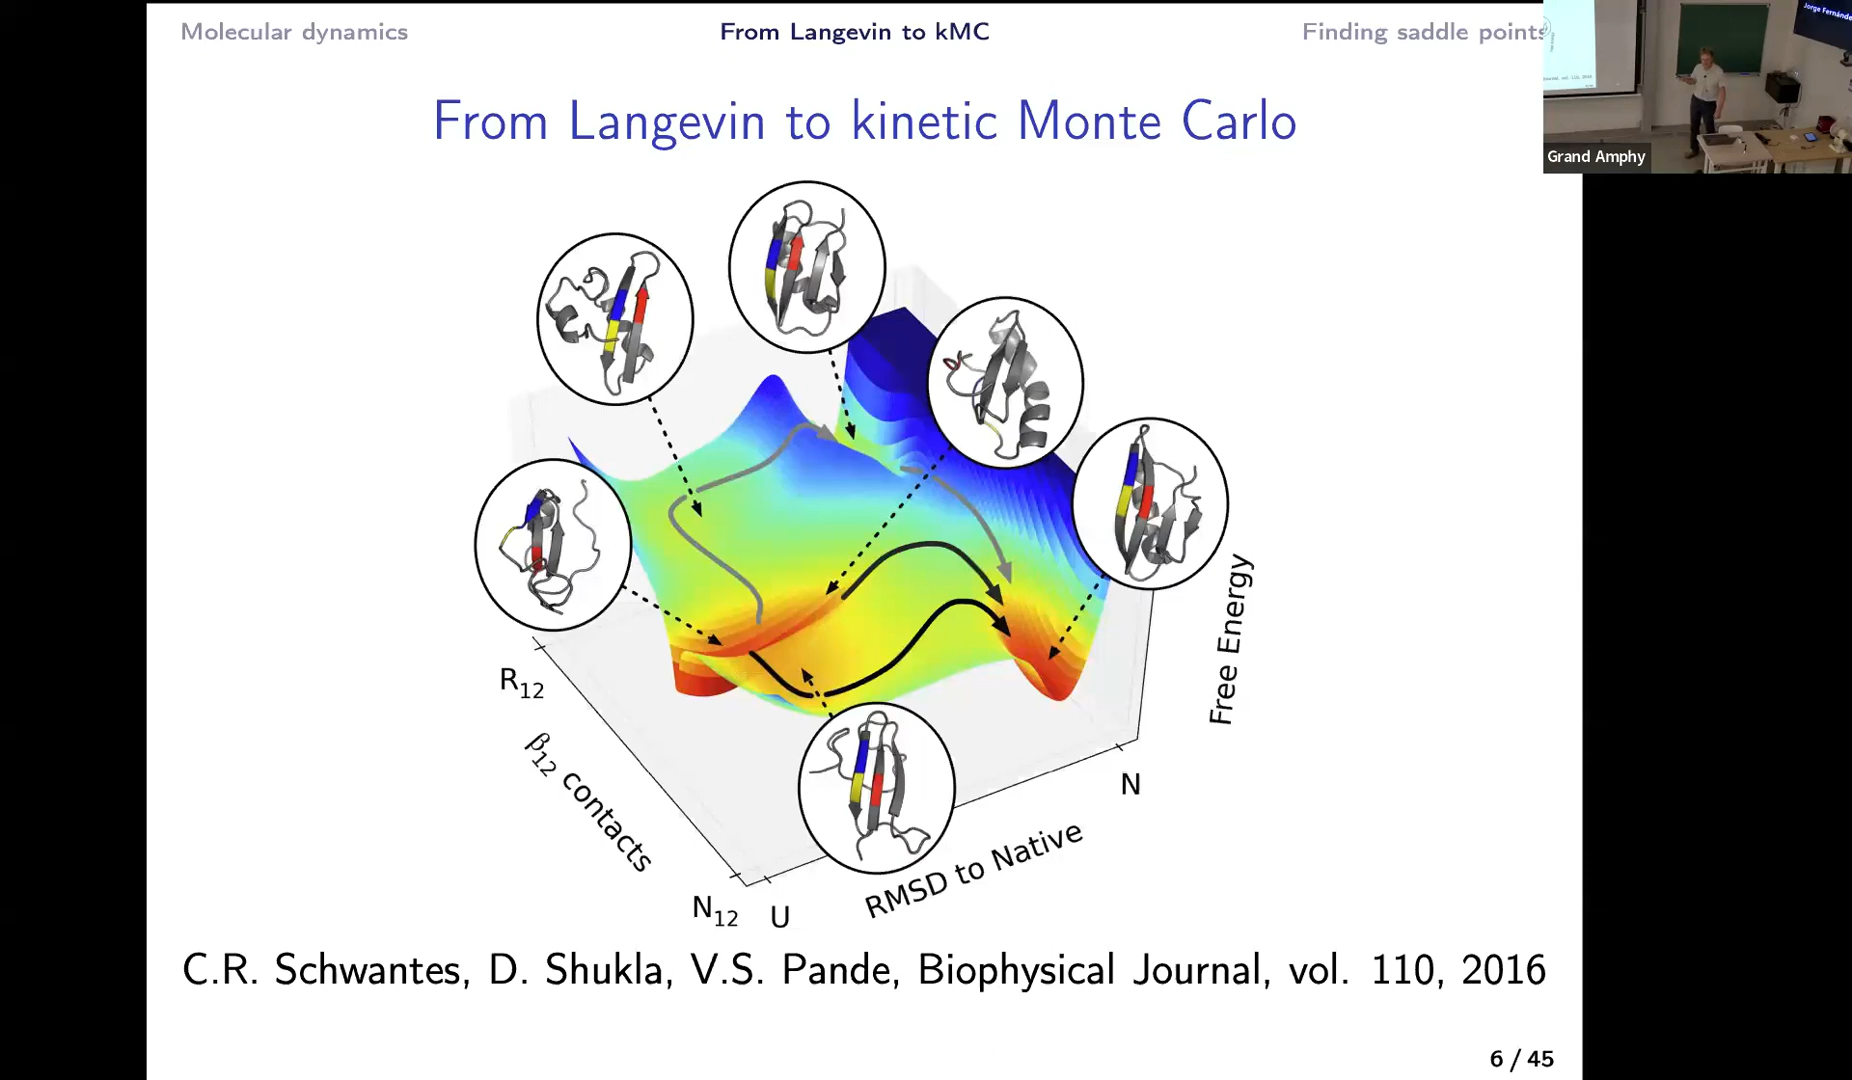 Molecular dynamics
From Langevin to kMC
Finding saddle points
From Langevin to kinetic Monte Carlo
Grand Amphy
R12
β12 contacts
N12
U
RMSD to Native
N
Free Energy
C.R. Schwantes, D. Shukla, V.S. Pande, Biophysical Journal, vol. 110, 2016
6 / 45